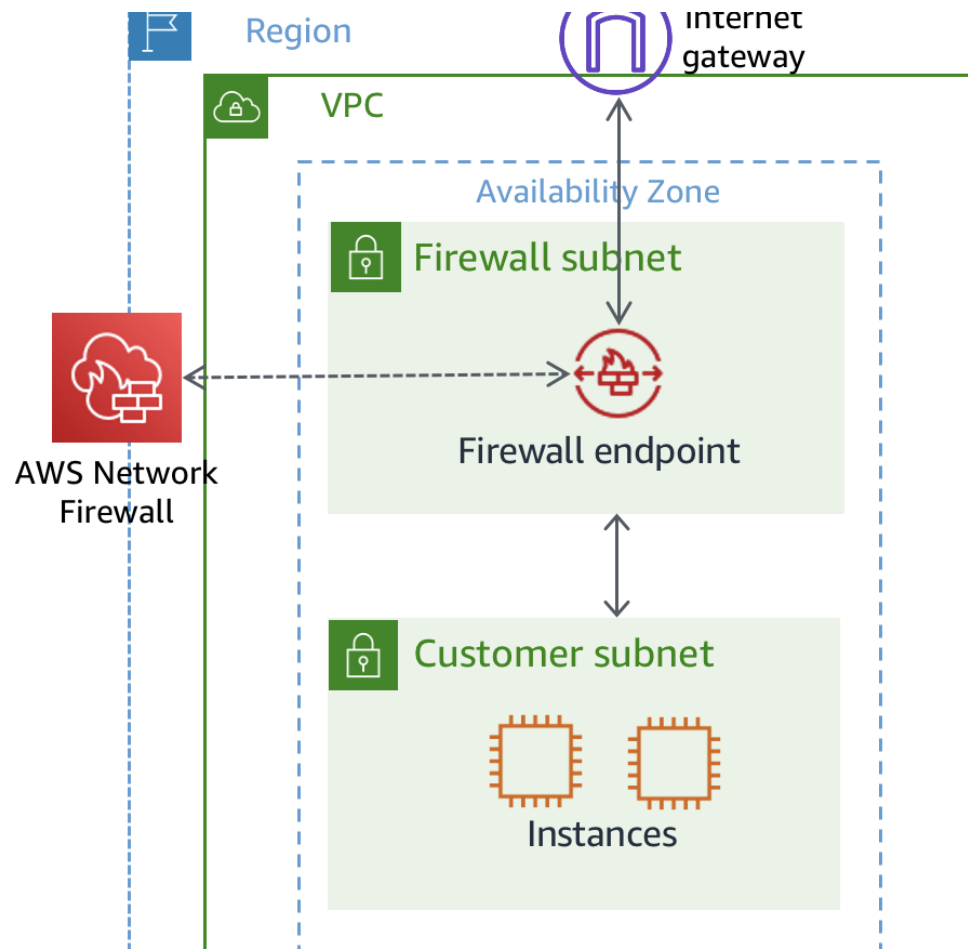 Region
Internet
gateway
VPC
Availability Zone
Firewall subnet
Firewall endpoint
AWS Network
Firewall
Customer subnet
Instances